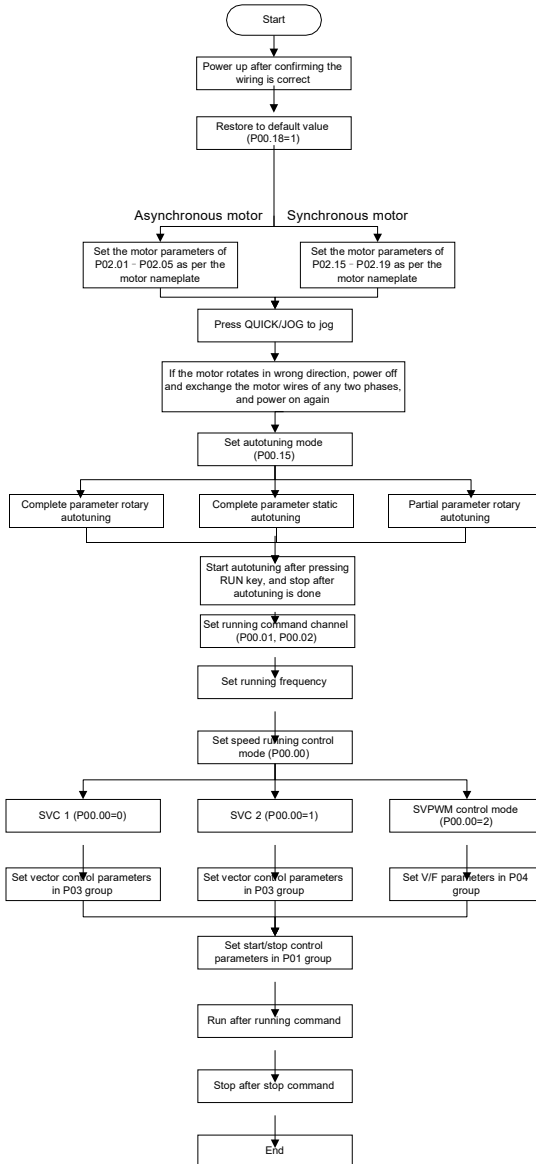 Start
Power up after confirming the
wiring is correct
Restore to default value
(P00.18=1)
Asynchronous motor
Synchronous motor
Set the motor parameters of
P02.01 - P02.05 as per the
motor nameplate
Set the motor parameters of
P02.15 - P02.19 as per the
motor nameplate
Press QUICK/JOG to jog
If the motor rotates in wrong direction, power off
and exchange the motor wires of any two phases,
and power on again
Set autotuning mode
(P00.15)
Complete parameter rotary
autotuning
Complete parameter static
autotuning
Partial parameter rotary
autotuning
Start autotuning after pressing
RUN key, and stop after
autotuning is done
Set running command channel
(P00.01, P00.02)
Set running frequency
Set speed running control
mode (P00.00)
SVC 1 (P00.00=0)
SVC 2 (P00.00=1)
SVPWM control mode
(P00.00=2)
Set vector control parameters
in P03 group
Set vector control parameters
in P03 group
Set V/F parameters in P04
group
Set start/stop control
parameters in P01 group
Run after running command
Stop after stop command
End